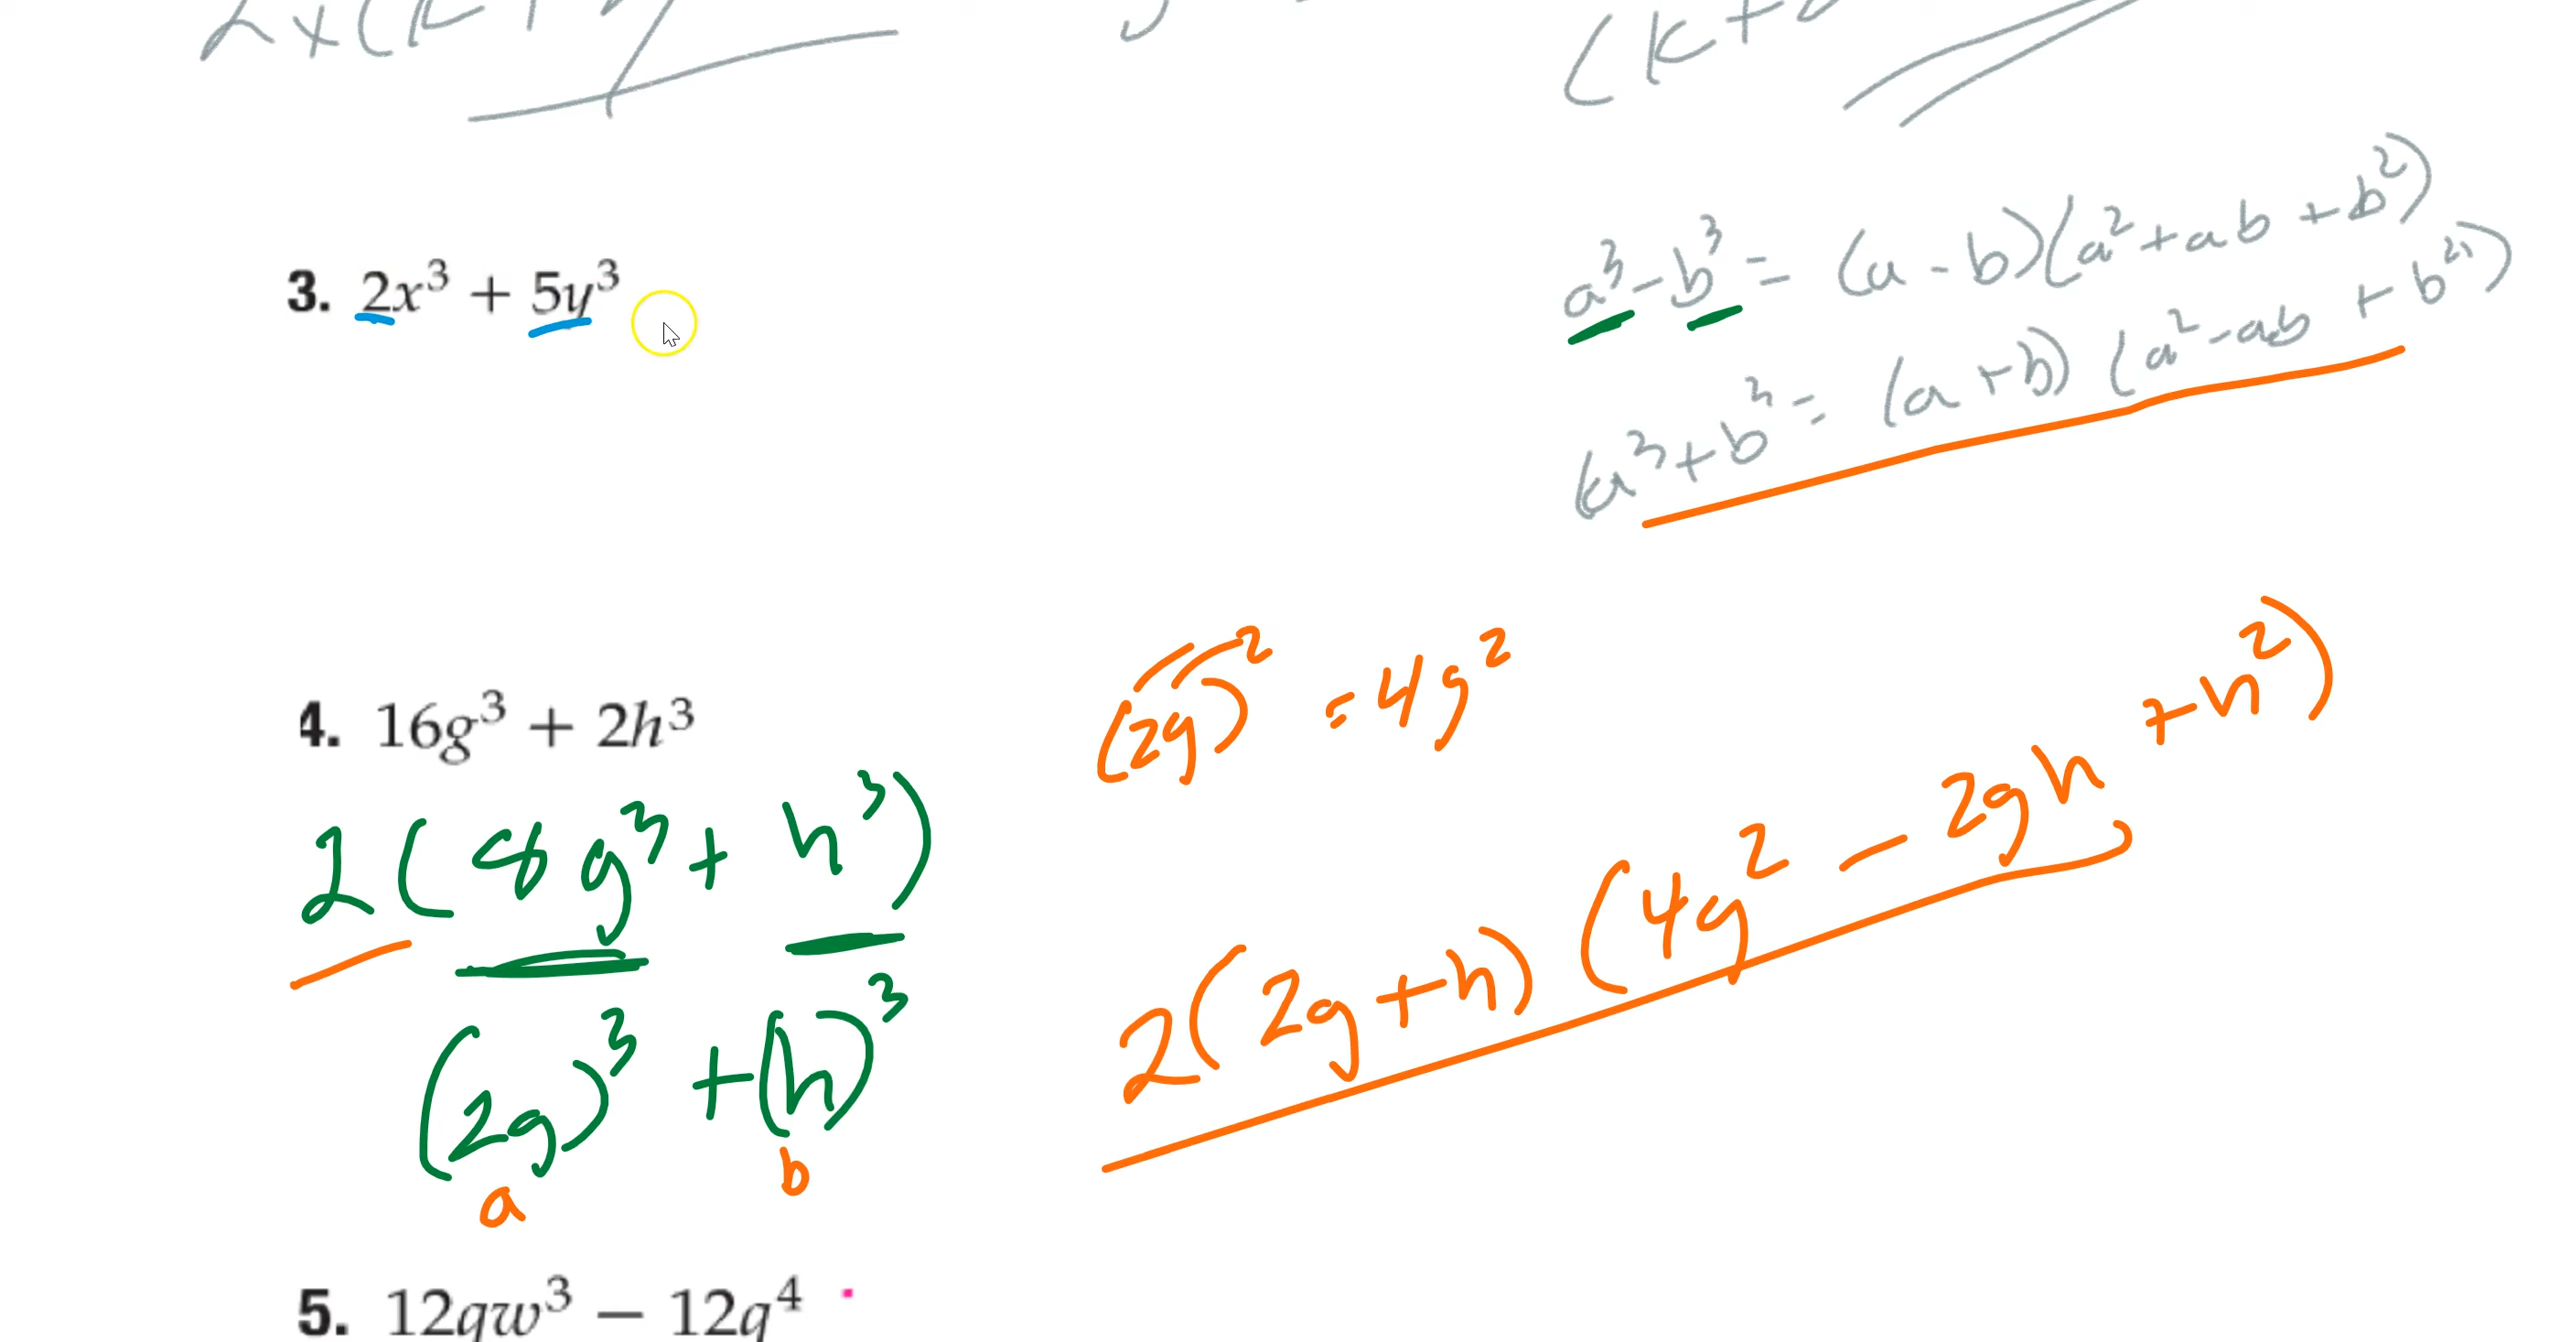 2x(k
(k+
a³-b³= (a-b)(a²+ab+b²)
3. 2x³ + 5y³
a³+b³= (a+b)(a²-ab+b²)
(2g)² = 4g²
4. 16g³ + 2h³
2(8g³+h³)
2(2g+h)(4g²-2gh+h²)
(2g)³+(h)³
a b
5. 12qw³ − 12q⁴